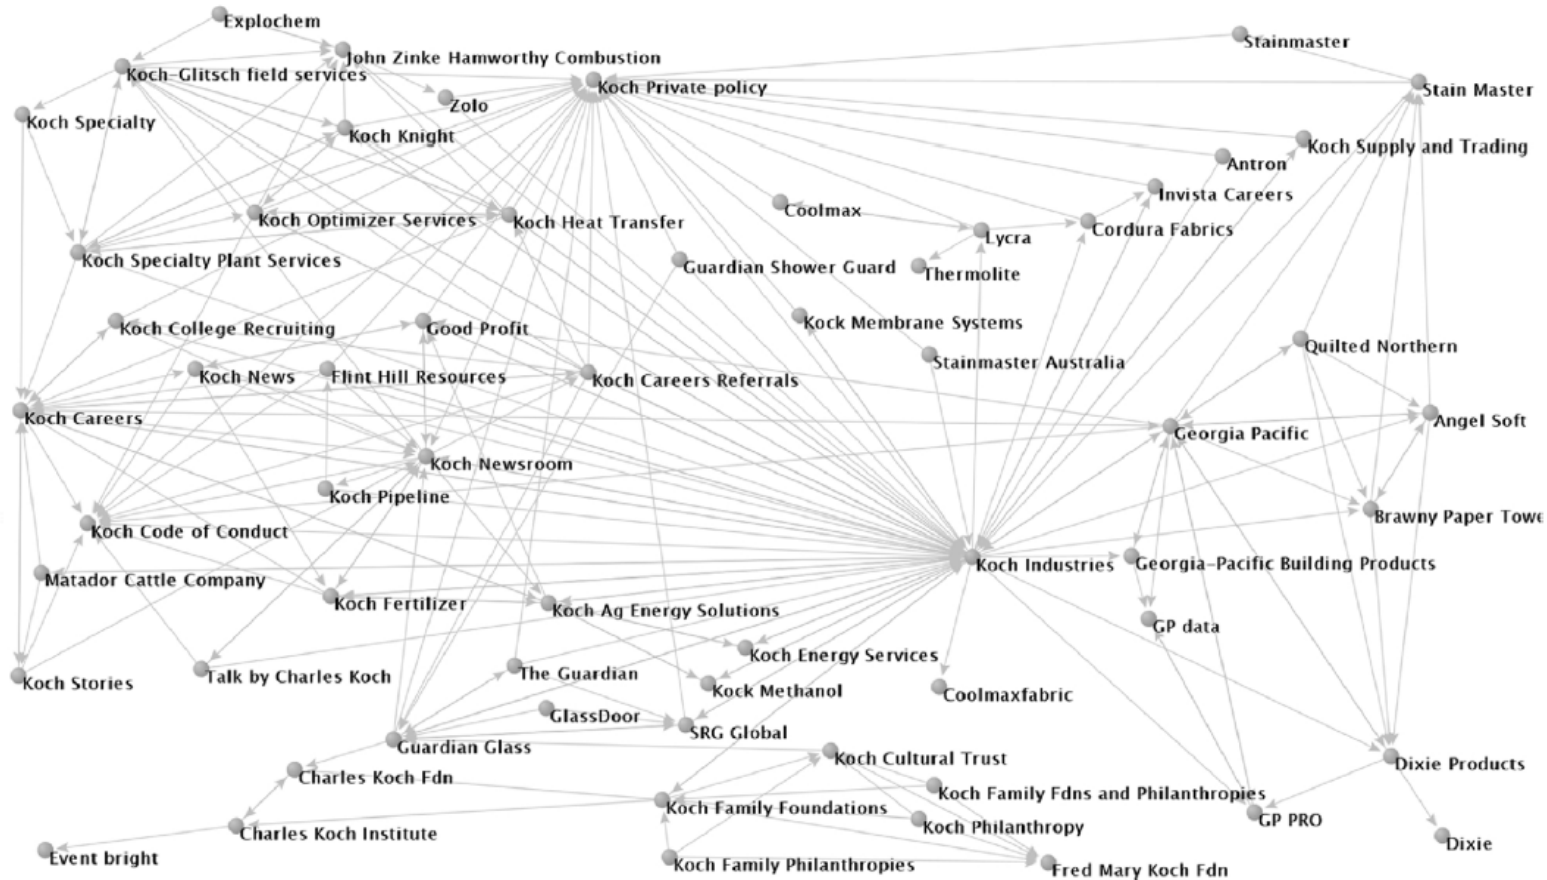 Explochem
Stainmaster
John Zinke Hamworthy Combustion
Koch-Glitsch field services
Koch Private policy
Stain Master
Zolo
Koch Specialty
Koch Knight
Koch Supply and Trading
Antron
Invista Careers
Coolmax
Koch Optimizer Services
Koch Heat Transfer
Cordura Fabrics
Lycra
Koch Specialty Plant Services
Guardian Shower Guard
Thermolite
Kock Membrane Systems
Koch College Recruiting
Good Profit
Quilted Northern
Stainmaster Australia
Koch News
Flint Hill Resources
Koch Careers Referrals
Koch Careers
Angel Soft
Georgia Pacific
Koch Newsroom
Koch Pipeline
Brawny Paper Towe
Koch Code of Conduct
Koch Industries
Georgia-Pacific Building Products
Matador Cattle Company
Koch Fertilizer
Koch Ag Energy Solutions
GP data
Koch Energy Services
Talk by Charles Koch
The Guardian
Koch Stories
Kock Methanol
Coolmaxfabric
GlassDoor
SRG Global
Guardian Glass
Koch Cultural Trust
Dixie Products
Charles Koch Fdn
Koch Family Fdns and Philanthropies
Koch Family Foundations
GP PRO
Koch Philanthropy
Charles Koch Institute
Dixie
Event bright
Koch Family Philanthropies
Fred Mary Koch Fdn